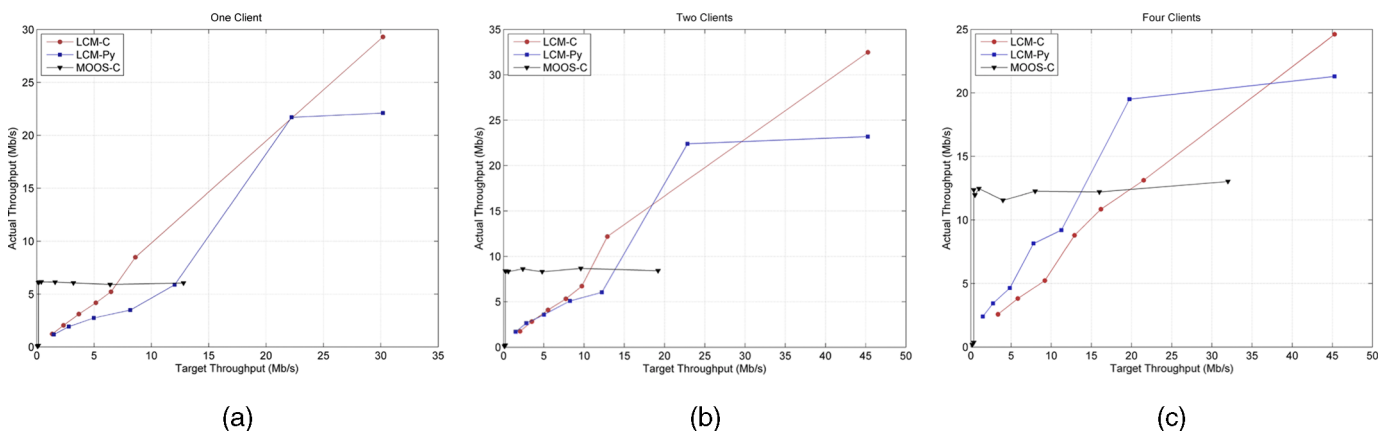 One Client
LCM-C
LCM-Py
MOOS-C
Actual Throughput (Mb/s)
30
25
20
15
10
5
0
0 5 10 15 20 25 30 35
Target Throughput (Mb/s)
(a)
Two Clients
LCM-C
LCM-Py
MOOS-C
Actual Throughput (Mb/s)
35
30
25
20
15
10
5
0
0 5 10 15 20 25 30 35 40 45 50
Target Throughput (Mb/s)
(b)
Four Clients
LCM-C
LCM-Py
MOOS-C
Actual Throughput (Mb/s)
25
20
15
10
5
0
0 5 10 15 20 25 30 35 40 45 50
Target Throughput (Mb/s)
(c)